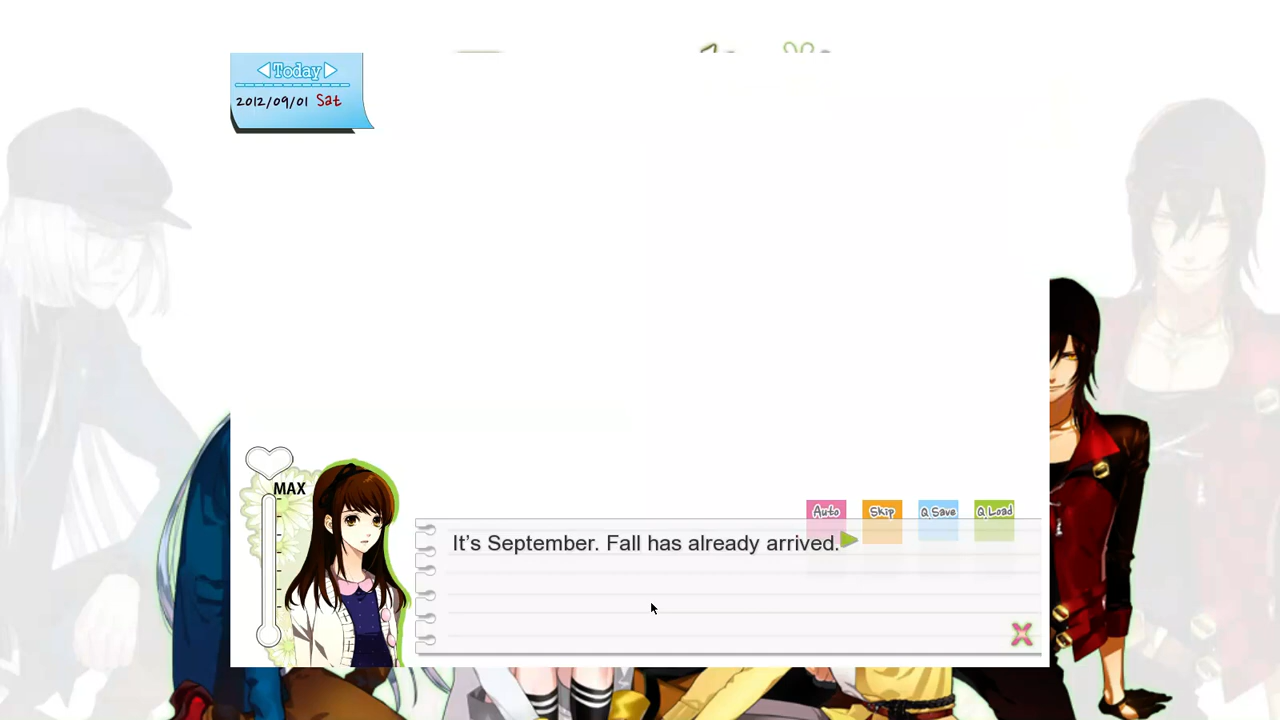 Today
2012/09/01 Sat
MAX
Auto
Skip
Q Save
Q Load
It's September. Fall has already arrived.